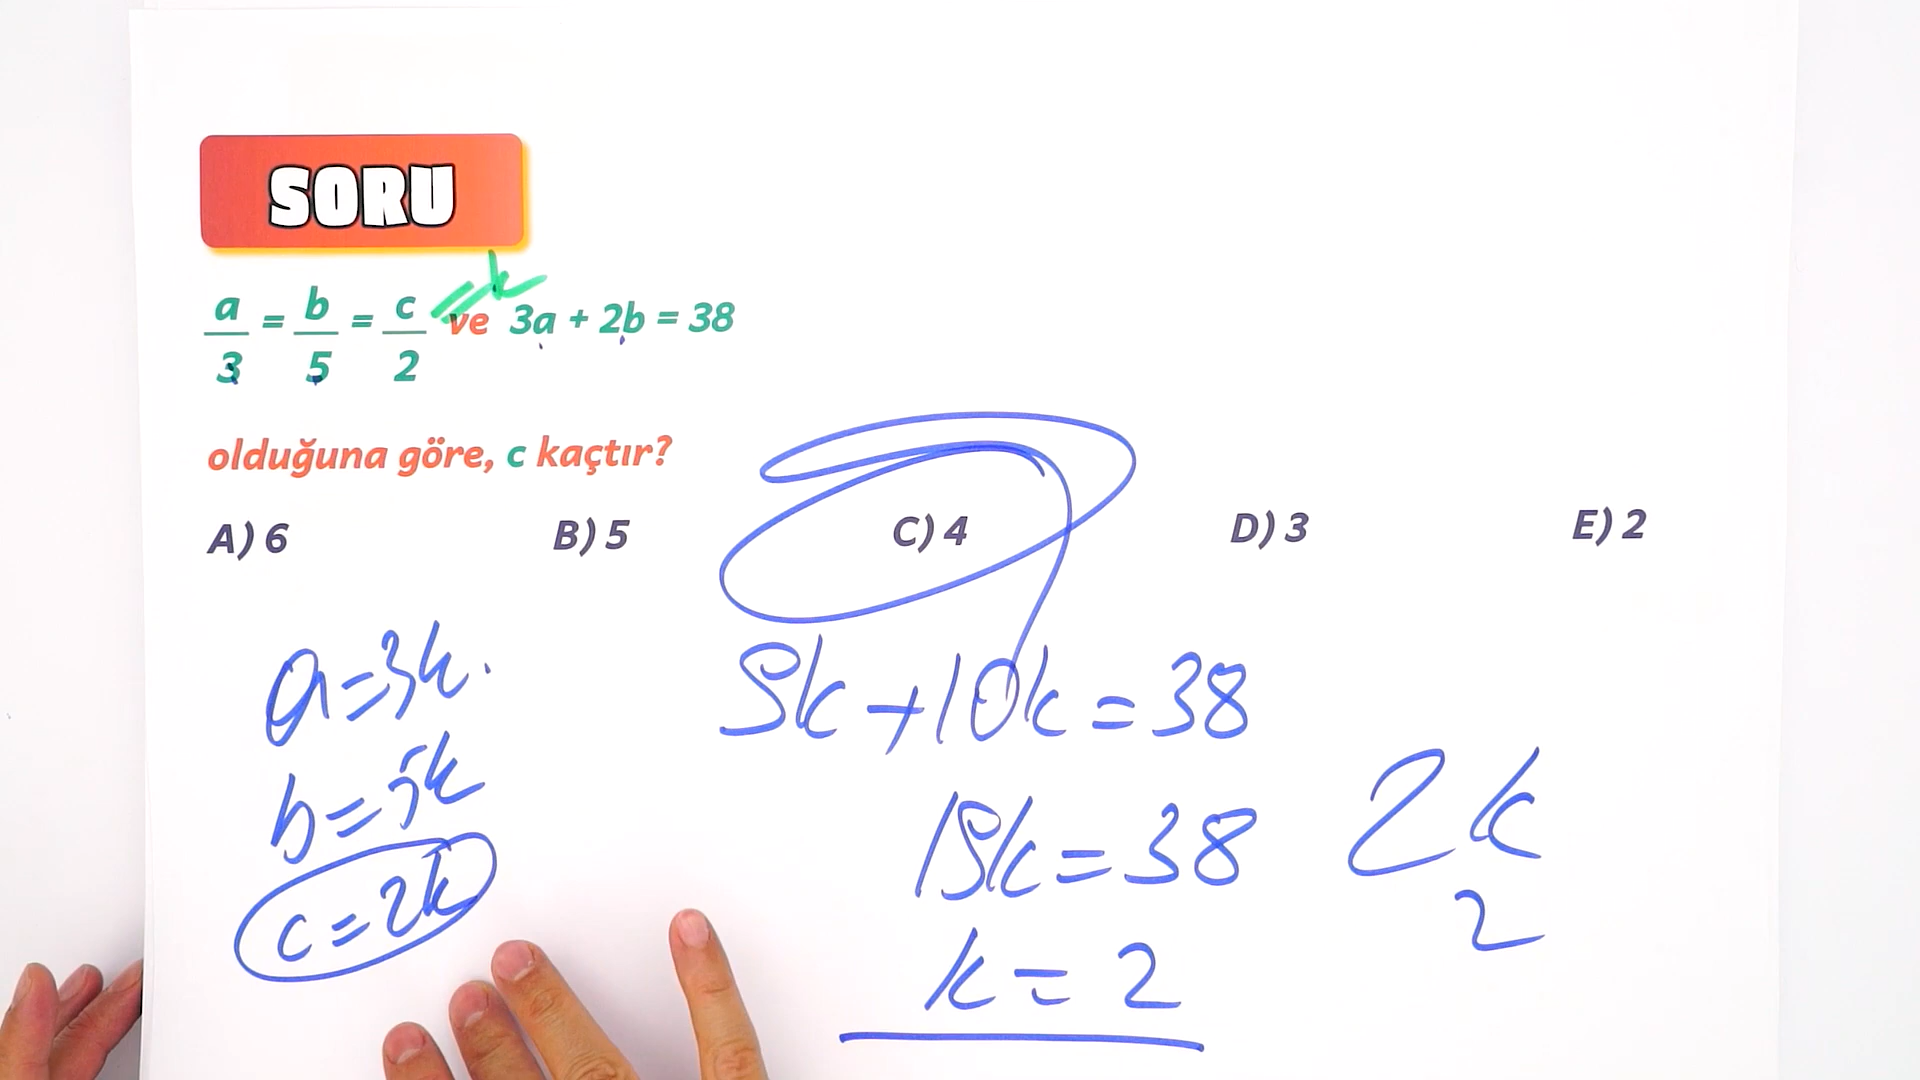 SORU
a/3 = b/5 = c/2 = k ve 3a + 2b = 38
olduğuna göre, c kaçtır?
A) 6 B) 5 C) 4 D) 3 E) 2
a=3k.
b=5k
c=2k
9k+10k=38
19k=38
k=2
2k
2